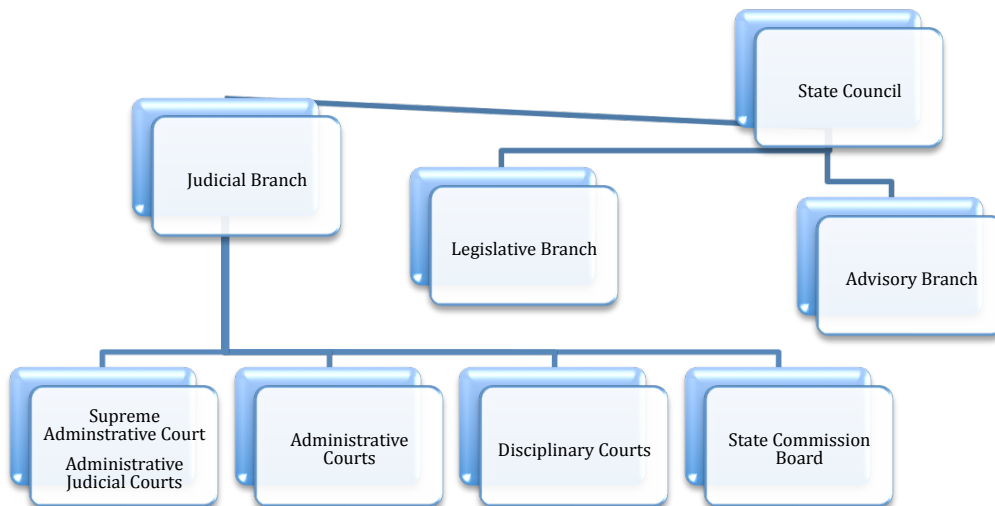 State Council
Judicial Branch
Legislative Branch
Advisory Branch
Supreme
Adminstrative Court
Administrative
Judicial Courts
Administrative
Courts
Disciplinary Courts
State Commission
Board